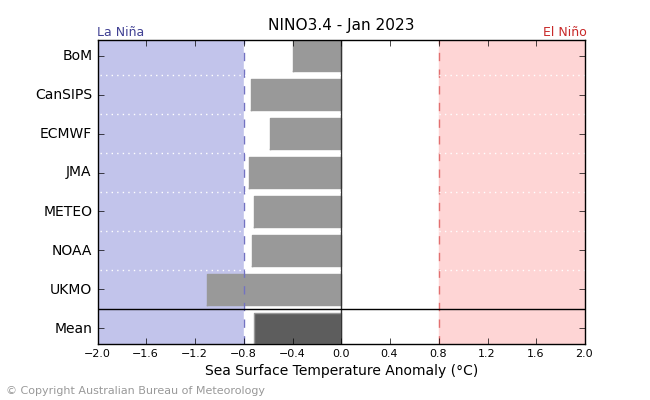 NINO3.4 - Jan 2023
La Niña El Niño
BoM
CanSIPS
ECMWF
JMA
METEO
NOAA
UKMO
Mean
−2.0 −1.6 −1.2 −0.8 −0.4 0.0 0.4 0.8 1.2 1.6 2.0
Sea Surface Temperature Anomaly (°C)
© Copyright Australian Bureau of Meteorology